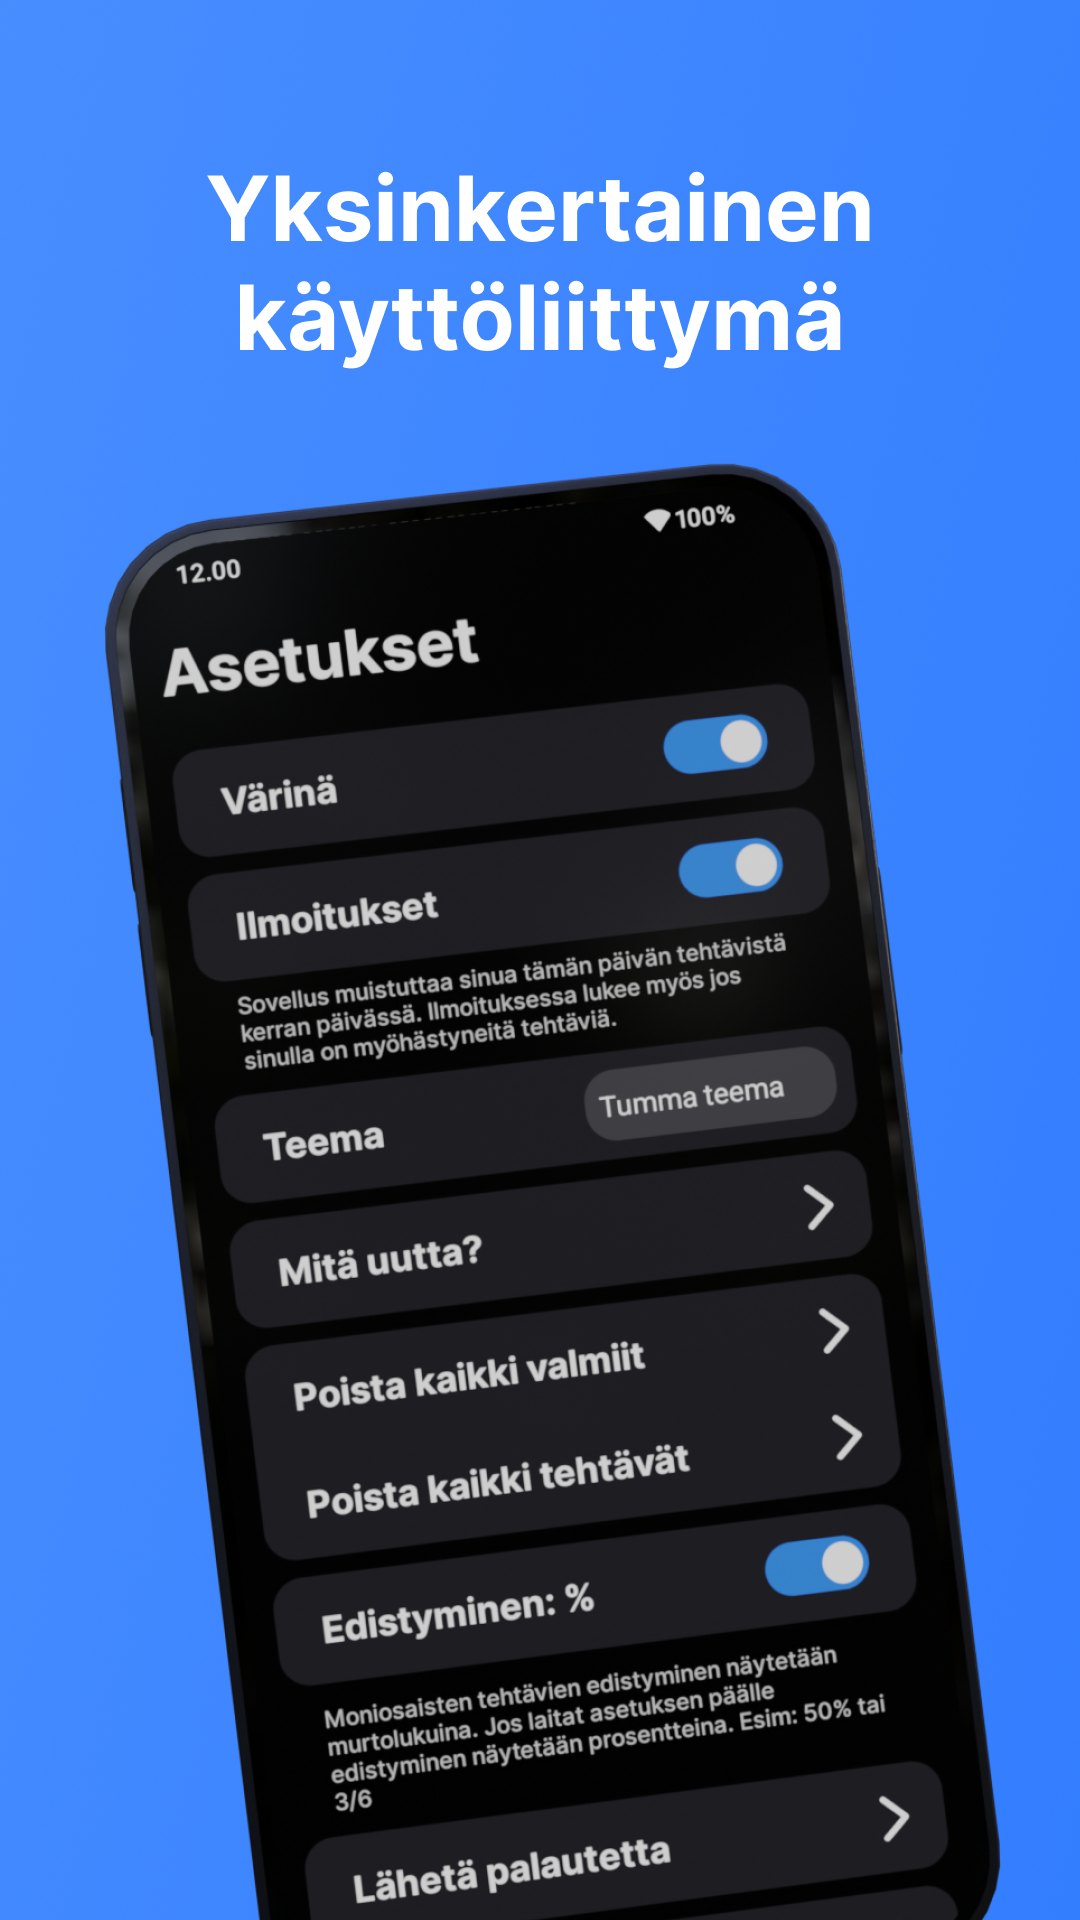 Yksinkertainen
käyttöliittymä
12.00
100%
Asetukset
Värinä
Ilmoitukset
Sovellus muistuttaa sinua tämän päivän tehtävistä
kerran päivässä. Ilmoituksessa lukee myös jos
sinulla on myöhästyneitä tehtäviä.
Teema
Tumma teema
Mitä uutta?
Poista kaikki valmiit
Poista kaikki tehtävät
Edistyminen: %
Moniosaisten tehtävien edistyminen näytetään
murtolukuina. Jos laitat asetuksen päälle
edistyminen näytetään prosentteina. Esim: 50% tai
3/6
Lähetä palautetta